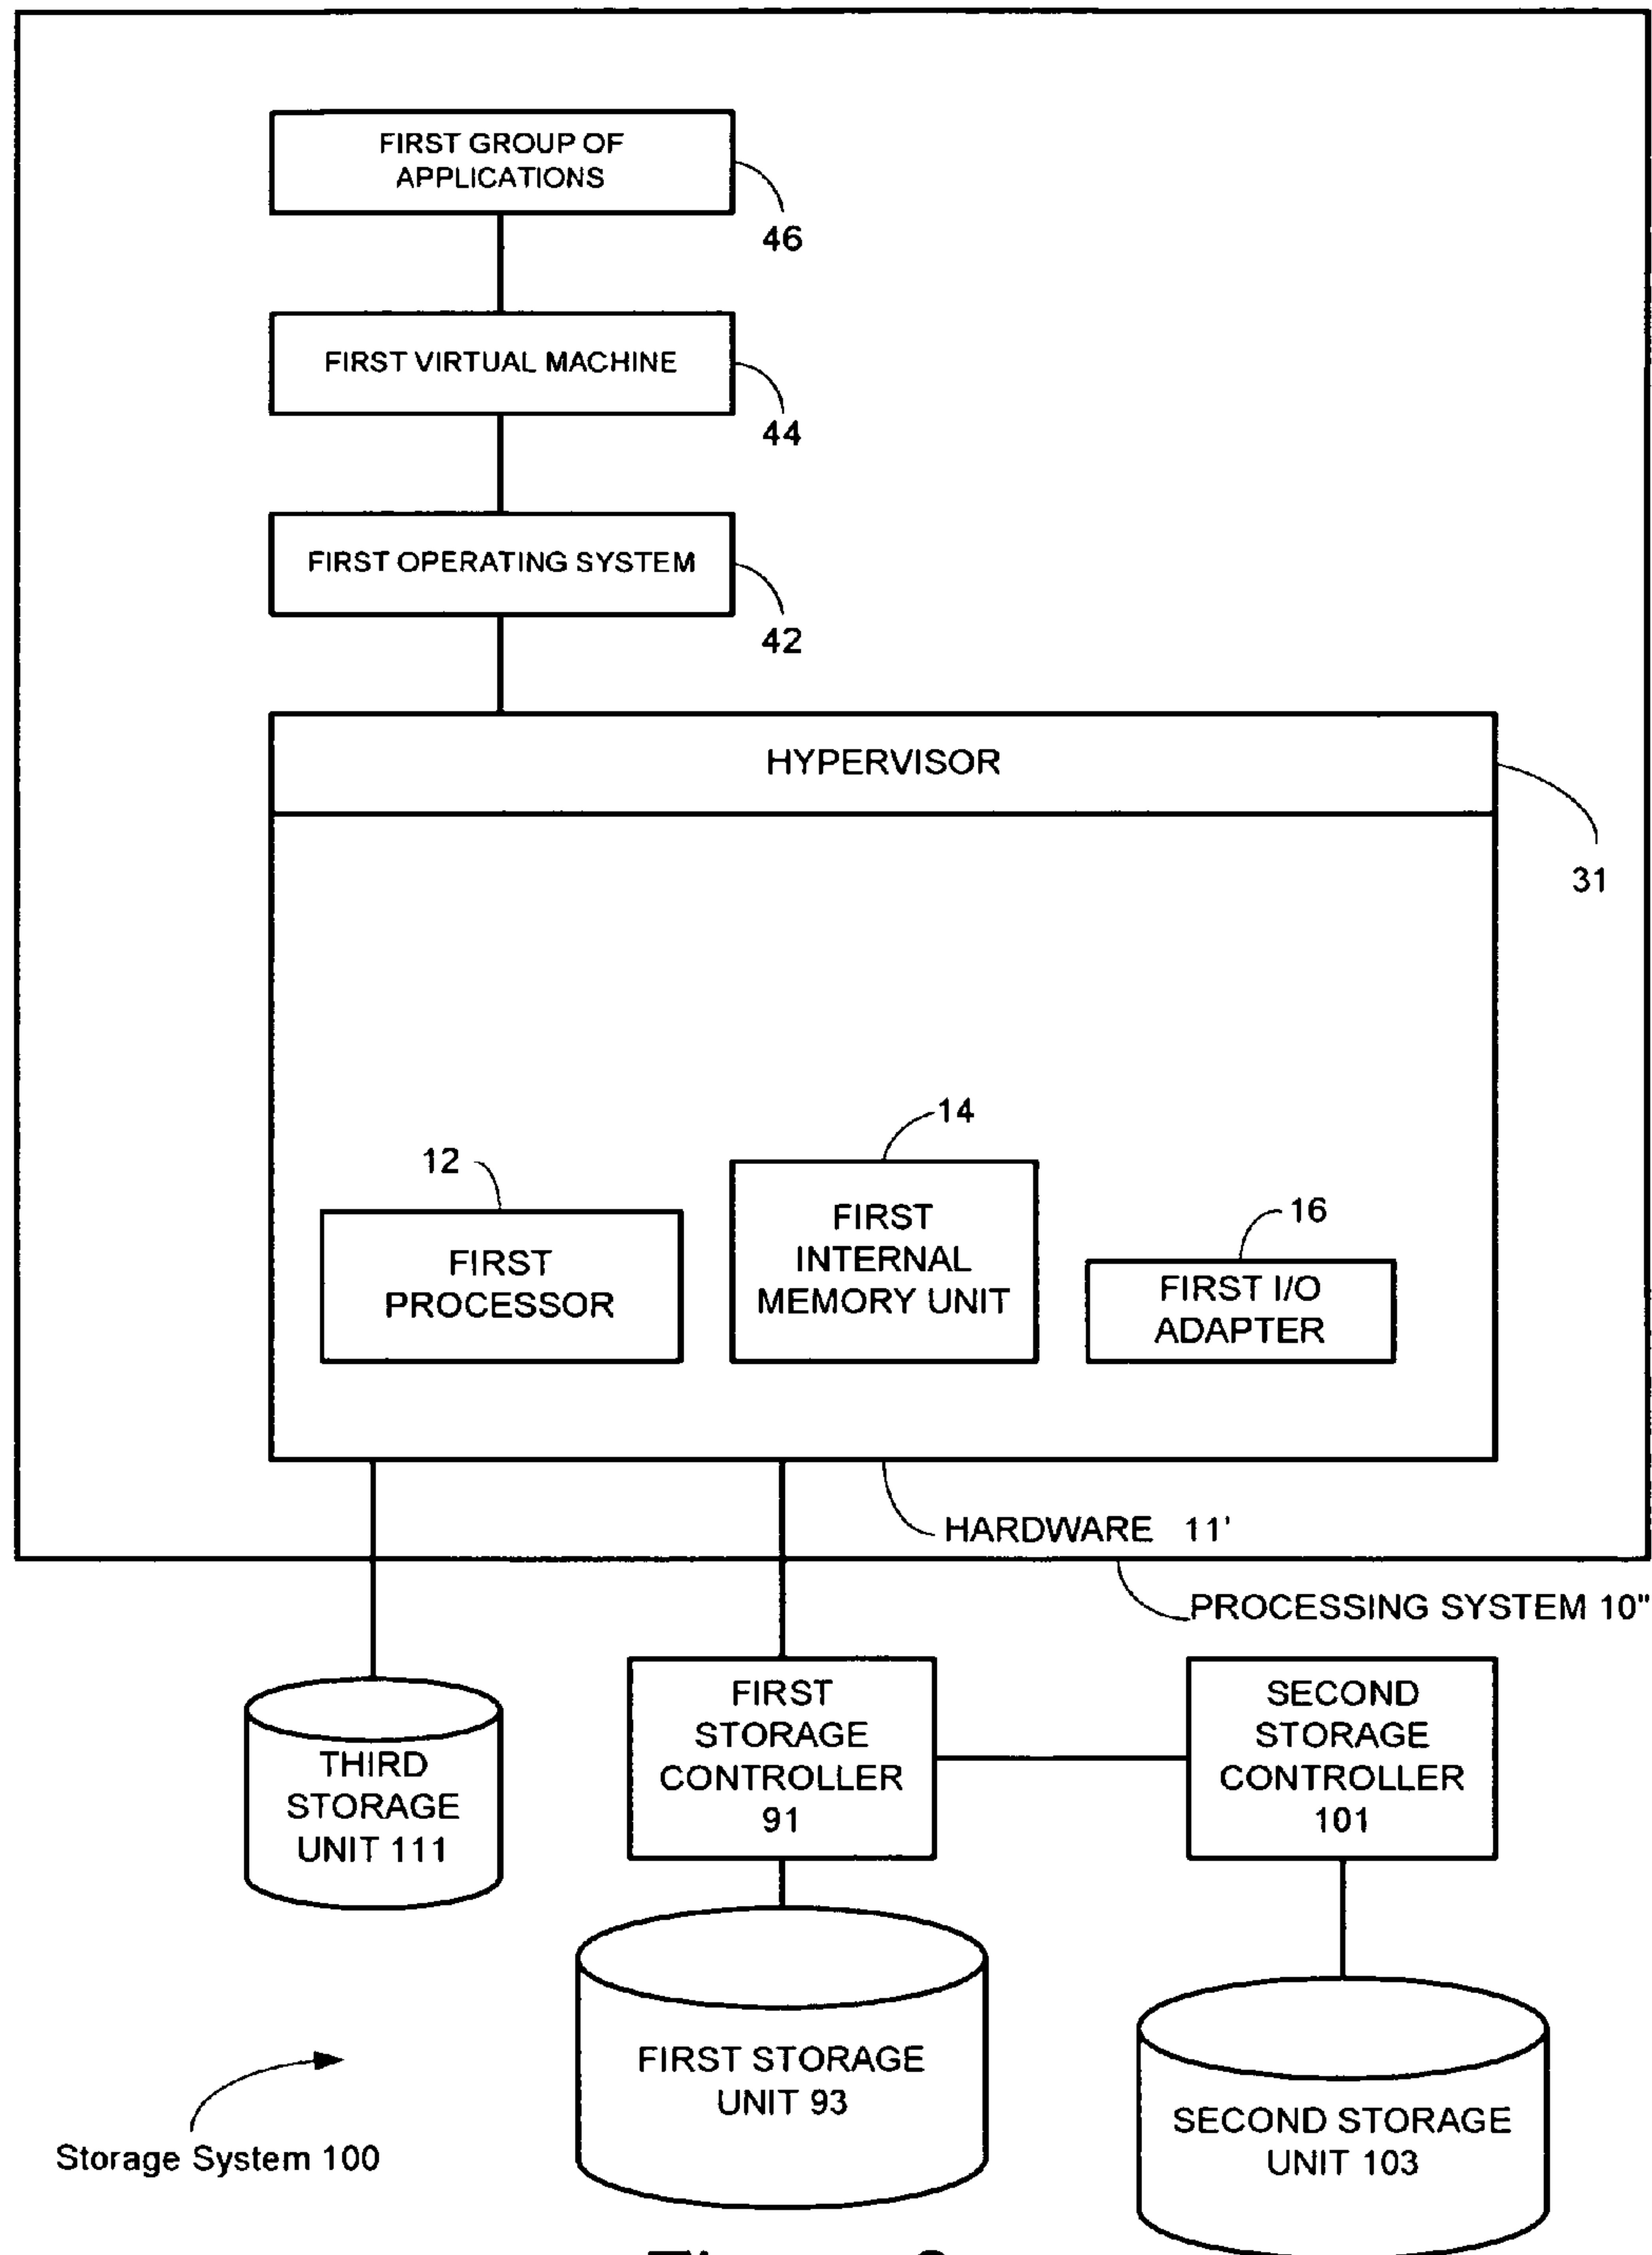 FIRST GROUP OF
APPLICATIONS
46
FIRST VIRTUAL MACHINE
44
FIRST OPERATING SYSTEM
42
HYPERVISOR
31
14
12
16
FIRST
PROCESSOR
FIRST
INTERNAL
MEMORY UNIT
FIRST I/O
ADAPTER
HARDWARE 11'
PROCESSING SYSTEM 10"
FIRST
STORAGE
CONTROLLER
91
SECOND
STORAGE
CONTROLLER
101
THIRD
STORAGE
UNIT 111
FIRST STORAGE
UNIT 93
SECOND STORAGE
UNIT 103
Storage System 100